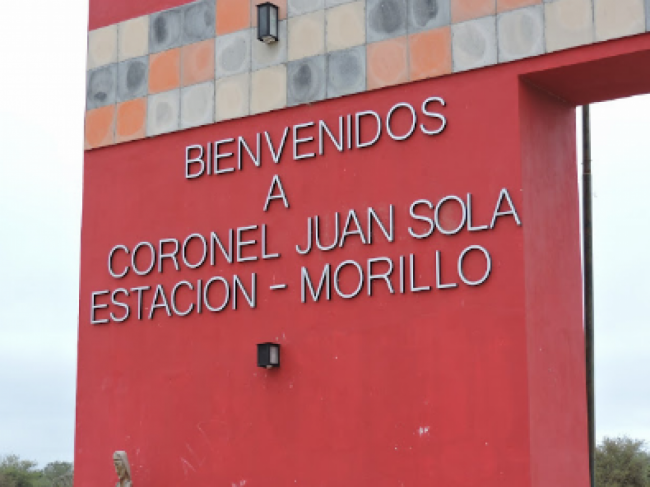 BIENVENIDOS
A
CORONEL JUAN SOLA
ESTACION - MORILLO